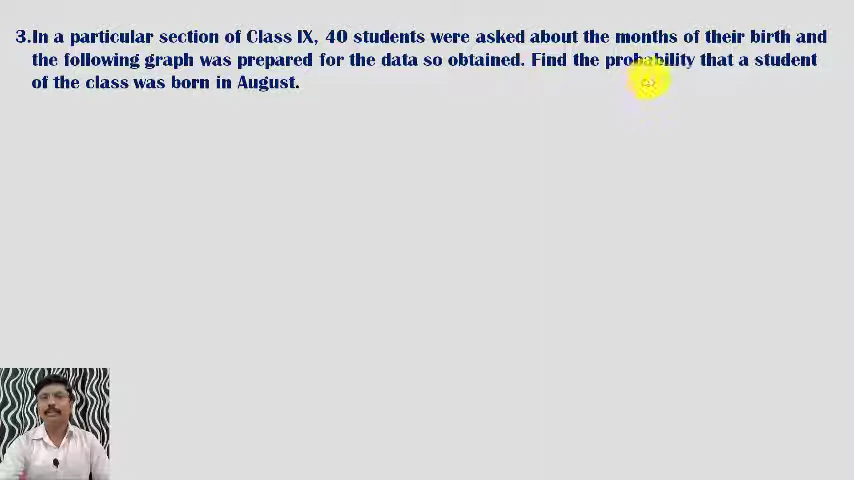 3.In a particular section of Class IX, 40 students were asked about the months of their birth and
the following graph was prepared for the data so obtained. Find the probability that a student
of the class was born in August.